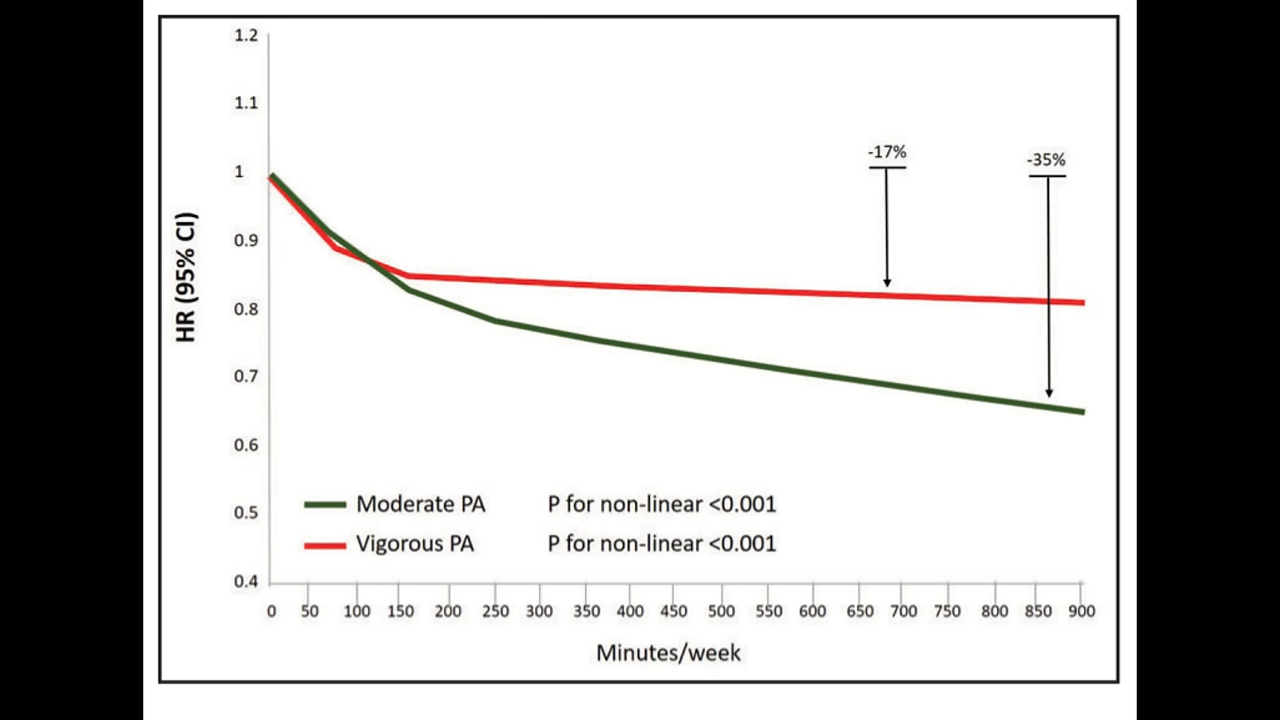 1.2
1.1
1
0.9
0.8
0.7
0.6
0.5
0.4
HR (95% CI)
-17%
-35%
Moderate PA P for non-linear <0.001
Vigorous PA P for non-linear <0.001
0 50 100 150 200 250 300 350 400 450 500 550 600 650 700 750 800 850 900
Minutes/week